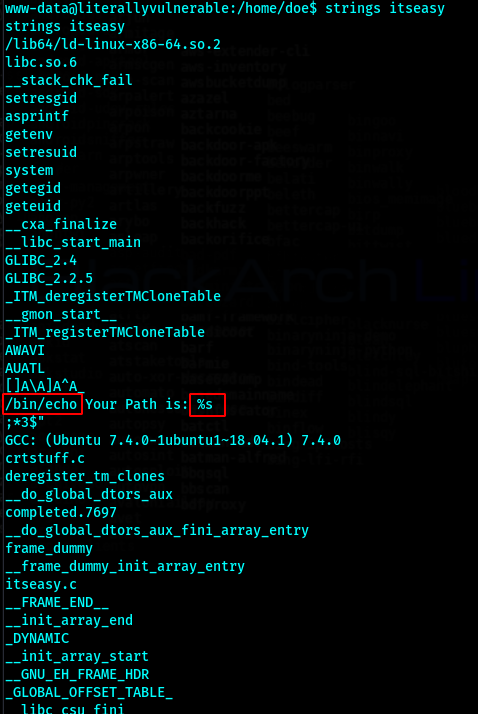 www-data@literallyvulnerable:/home/doe$ strings itseasy
strings itseasy
/lib64/ld-linux-x86-64.so.2
libc.so.6
__stack_chk_fail
setresgid
asprintf
getenv
setresuid
system
getegid
geteuid
__cxa_finalize
__libc_start_main
GLIBC_2.4
GLIBC_2.2.5
_ITM_deregisterTMCloneTable
__gmon_start__
_ITM_registerTMCloneTable
AWAVI
AUATL
[]A\A]A^A_
/bin/echo Your Path is: %s
;*3$"
GCC: (Ubuntu 7.4.0-1ubuntu1~18.04.1) 7.4.0
crtstuff.c
deregister_tm_clones
__do_global_dtors_aux
completed.7697
__do_global_dtors_aux_fini_array_entry
frame_dummy
__frame_dummy_init_array_entry
itseasy.c
__FRAME_END__
__init_array_end
_DYNAMIC
__init_array_start
__GNU_EH_FRAME_HDR
_GLOBAL_OFFSET_TABLE_
__libc_csu_fini